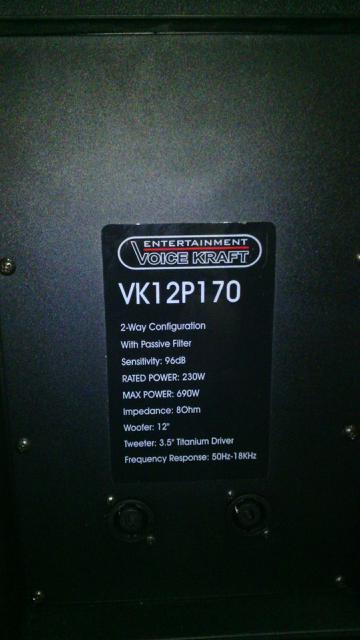 ENTERTAINMENT
VOICE KRAFT
VK12P170
2-Way Configuration
With Passive Filter
Sensitivity: 96dB
RATED POWER: 230W
MAX POWER: 690W
Impedance: 8Ohm
Woofer: 12"
Tweeter: 3.5" Titanium Driver
Frequency Response: 50Hz-18KHz